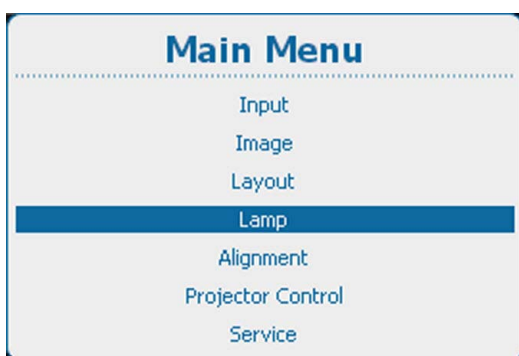 Main Menu
Input
Image
Layout
Lamp
Alignment
Projector Control
Service